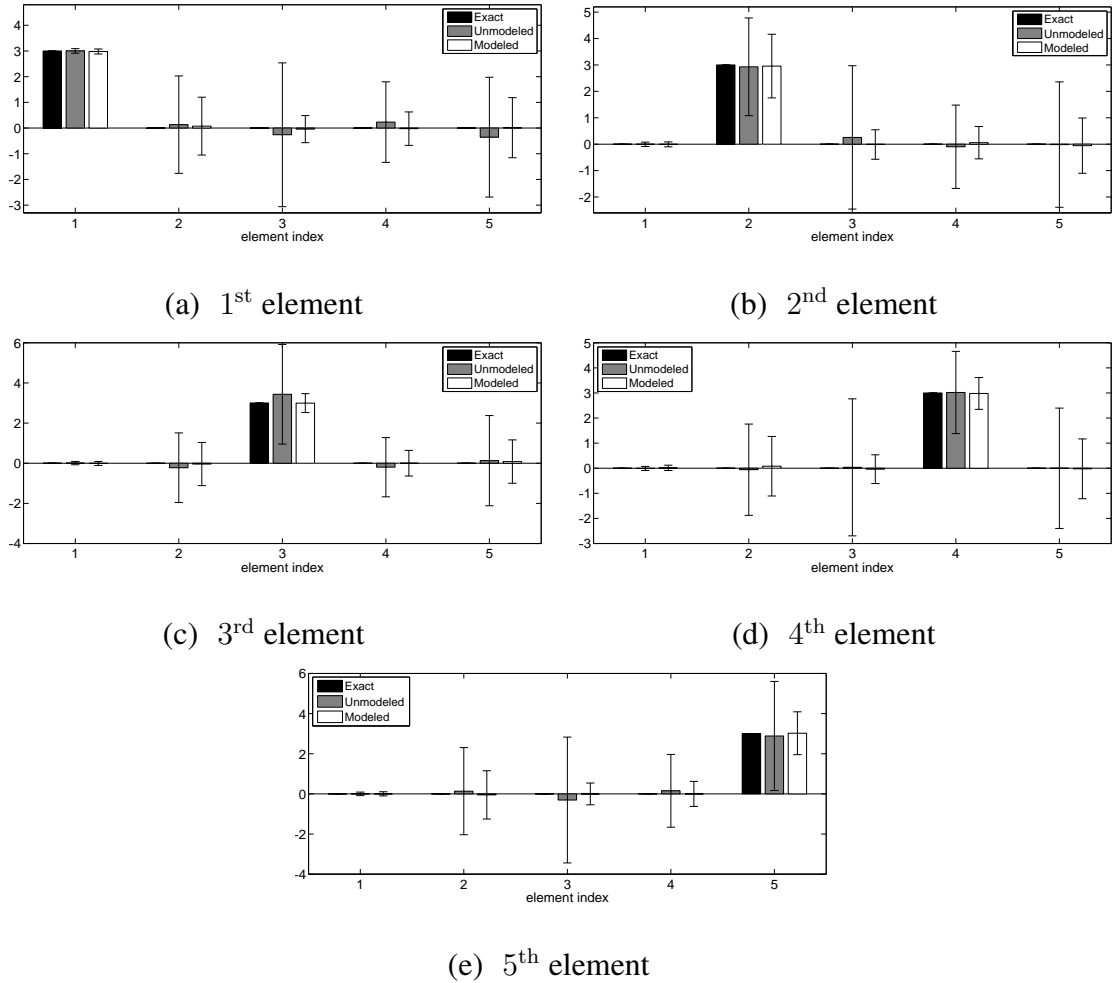 4
3
2
1
0
-1
-2
-3
1 2 3 4 5
element index
Exact
Unmodeled
Modeled
(a) 1st element
5
4
3
2
1
0
-1
-2
1 2 3 4 5
element index
Exact
Unmodeled
Modeled
(b) 2nd element
6
4
2
0
-2
-4
1 2 3 4 5
element index
Exact
Unmodeled
Modeled
(c) 3rd element
5
4
3
2
1
0
-1
-2
-3
1 2 3 4 5
element index
Exact
Unmodeled
Modeled
(d) 4th element
6
4
2
0
-2
-4
1 2 3 4 5
element index
Exact
Unmodeled
Modeled
(e) 5th element